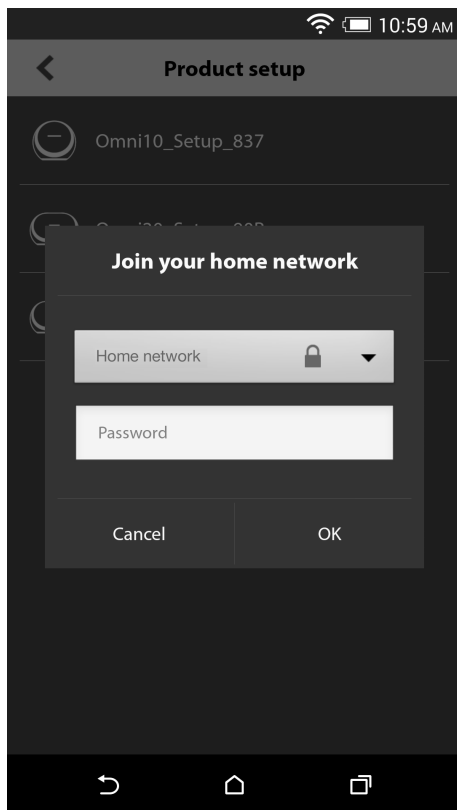 10:59 AM
Product setup
Omni10_Setup_837
Join your home network
Home network
Password
Cancel
OK